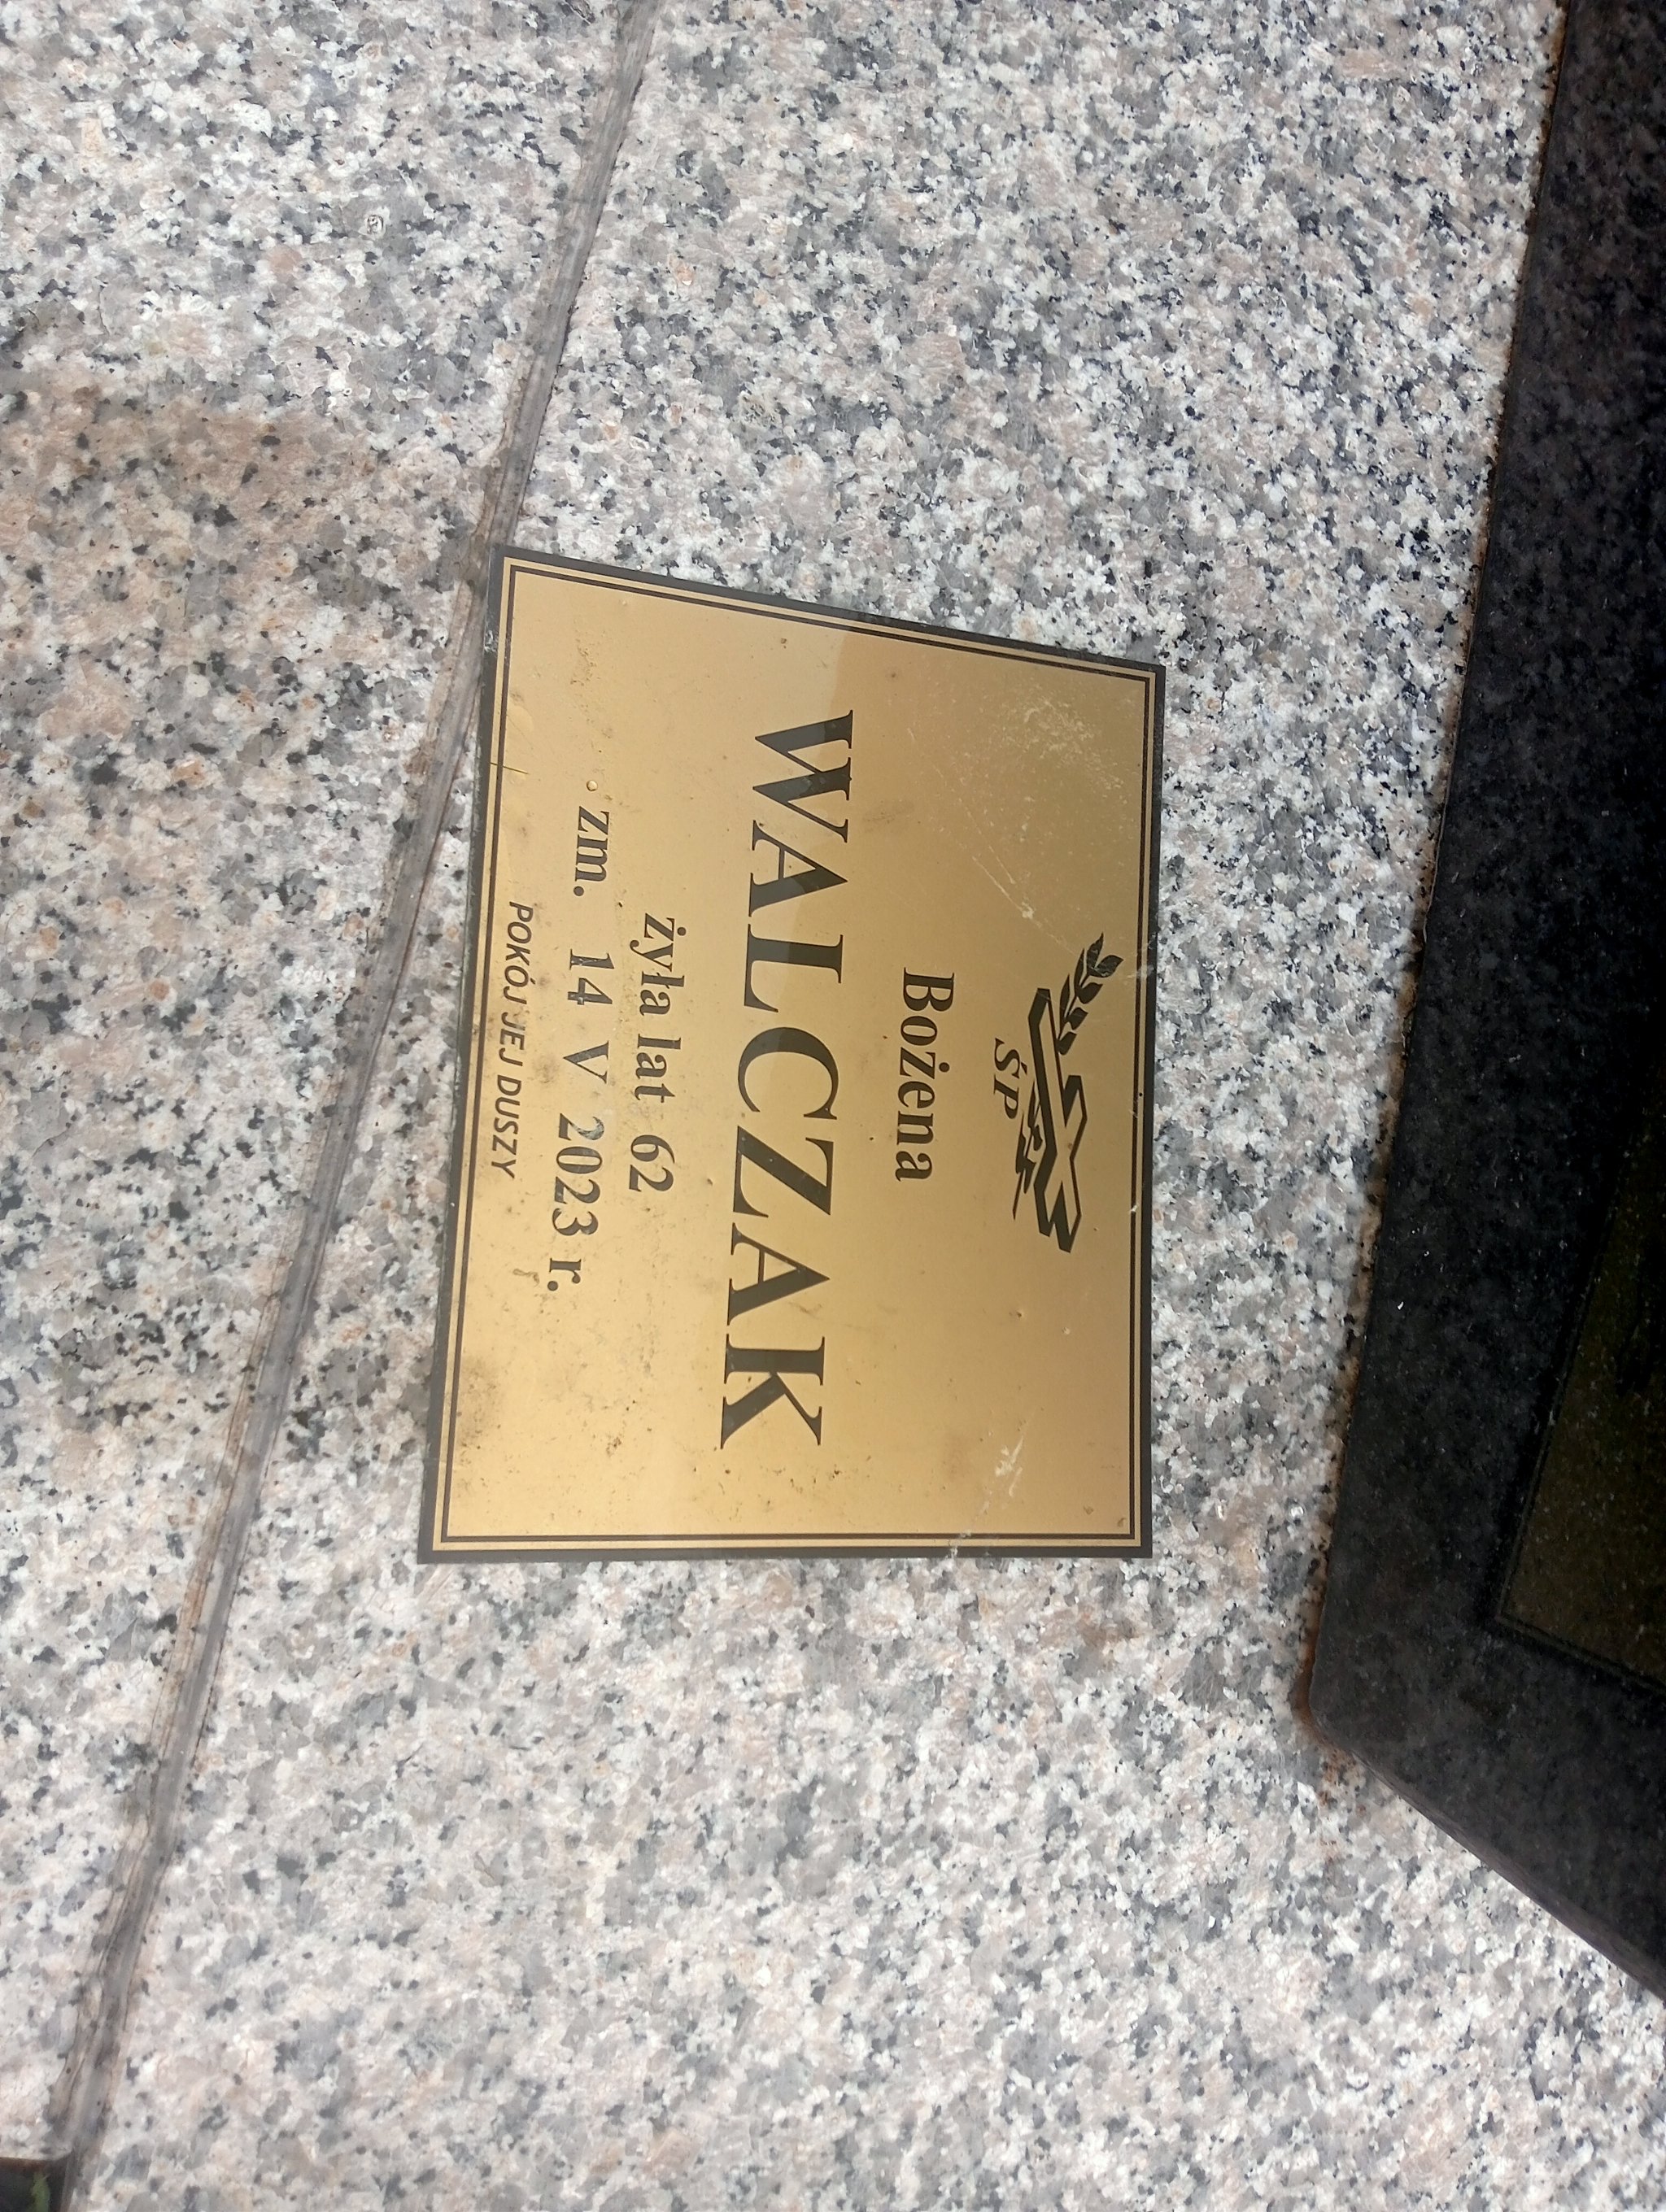 ŚP
Bożena
WALCZAK
żyła lat 62
zm. 14 V 2023 r.
POKÓJ JEJ DUSZY